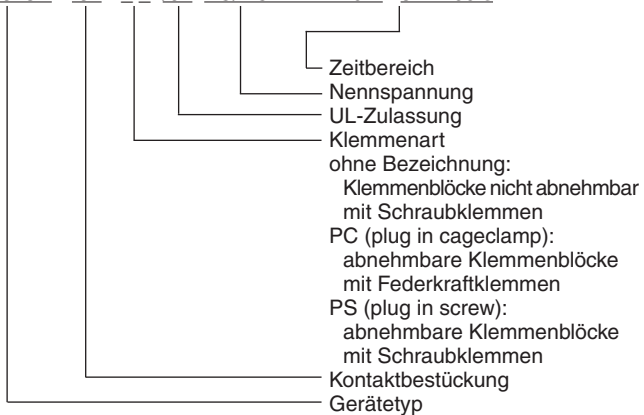 Zeitbereich
Nennspannung
UL-Zulassung
Klemmenart
ohne Bezeichnung:
Klemmenblöcke nicht abnehmbar
mit Schraubklemmen
PC (plug in cageclamp):
abnehmbare Klemmenblöcke
mit Federkraftklemmen
PS (plug in screw):
abnehmbare Klemmenblöcke
mit Schraubklemmen
Kontaktbestückung
Gerätetyp